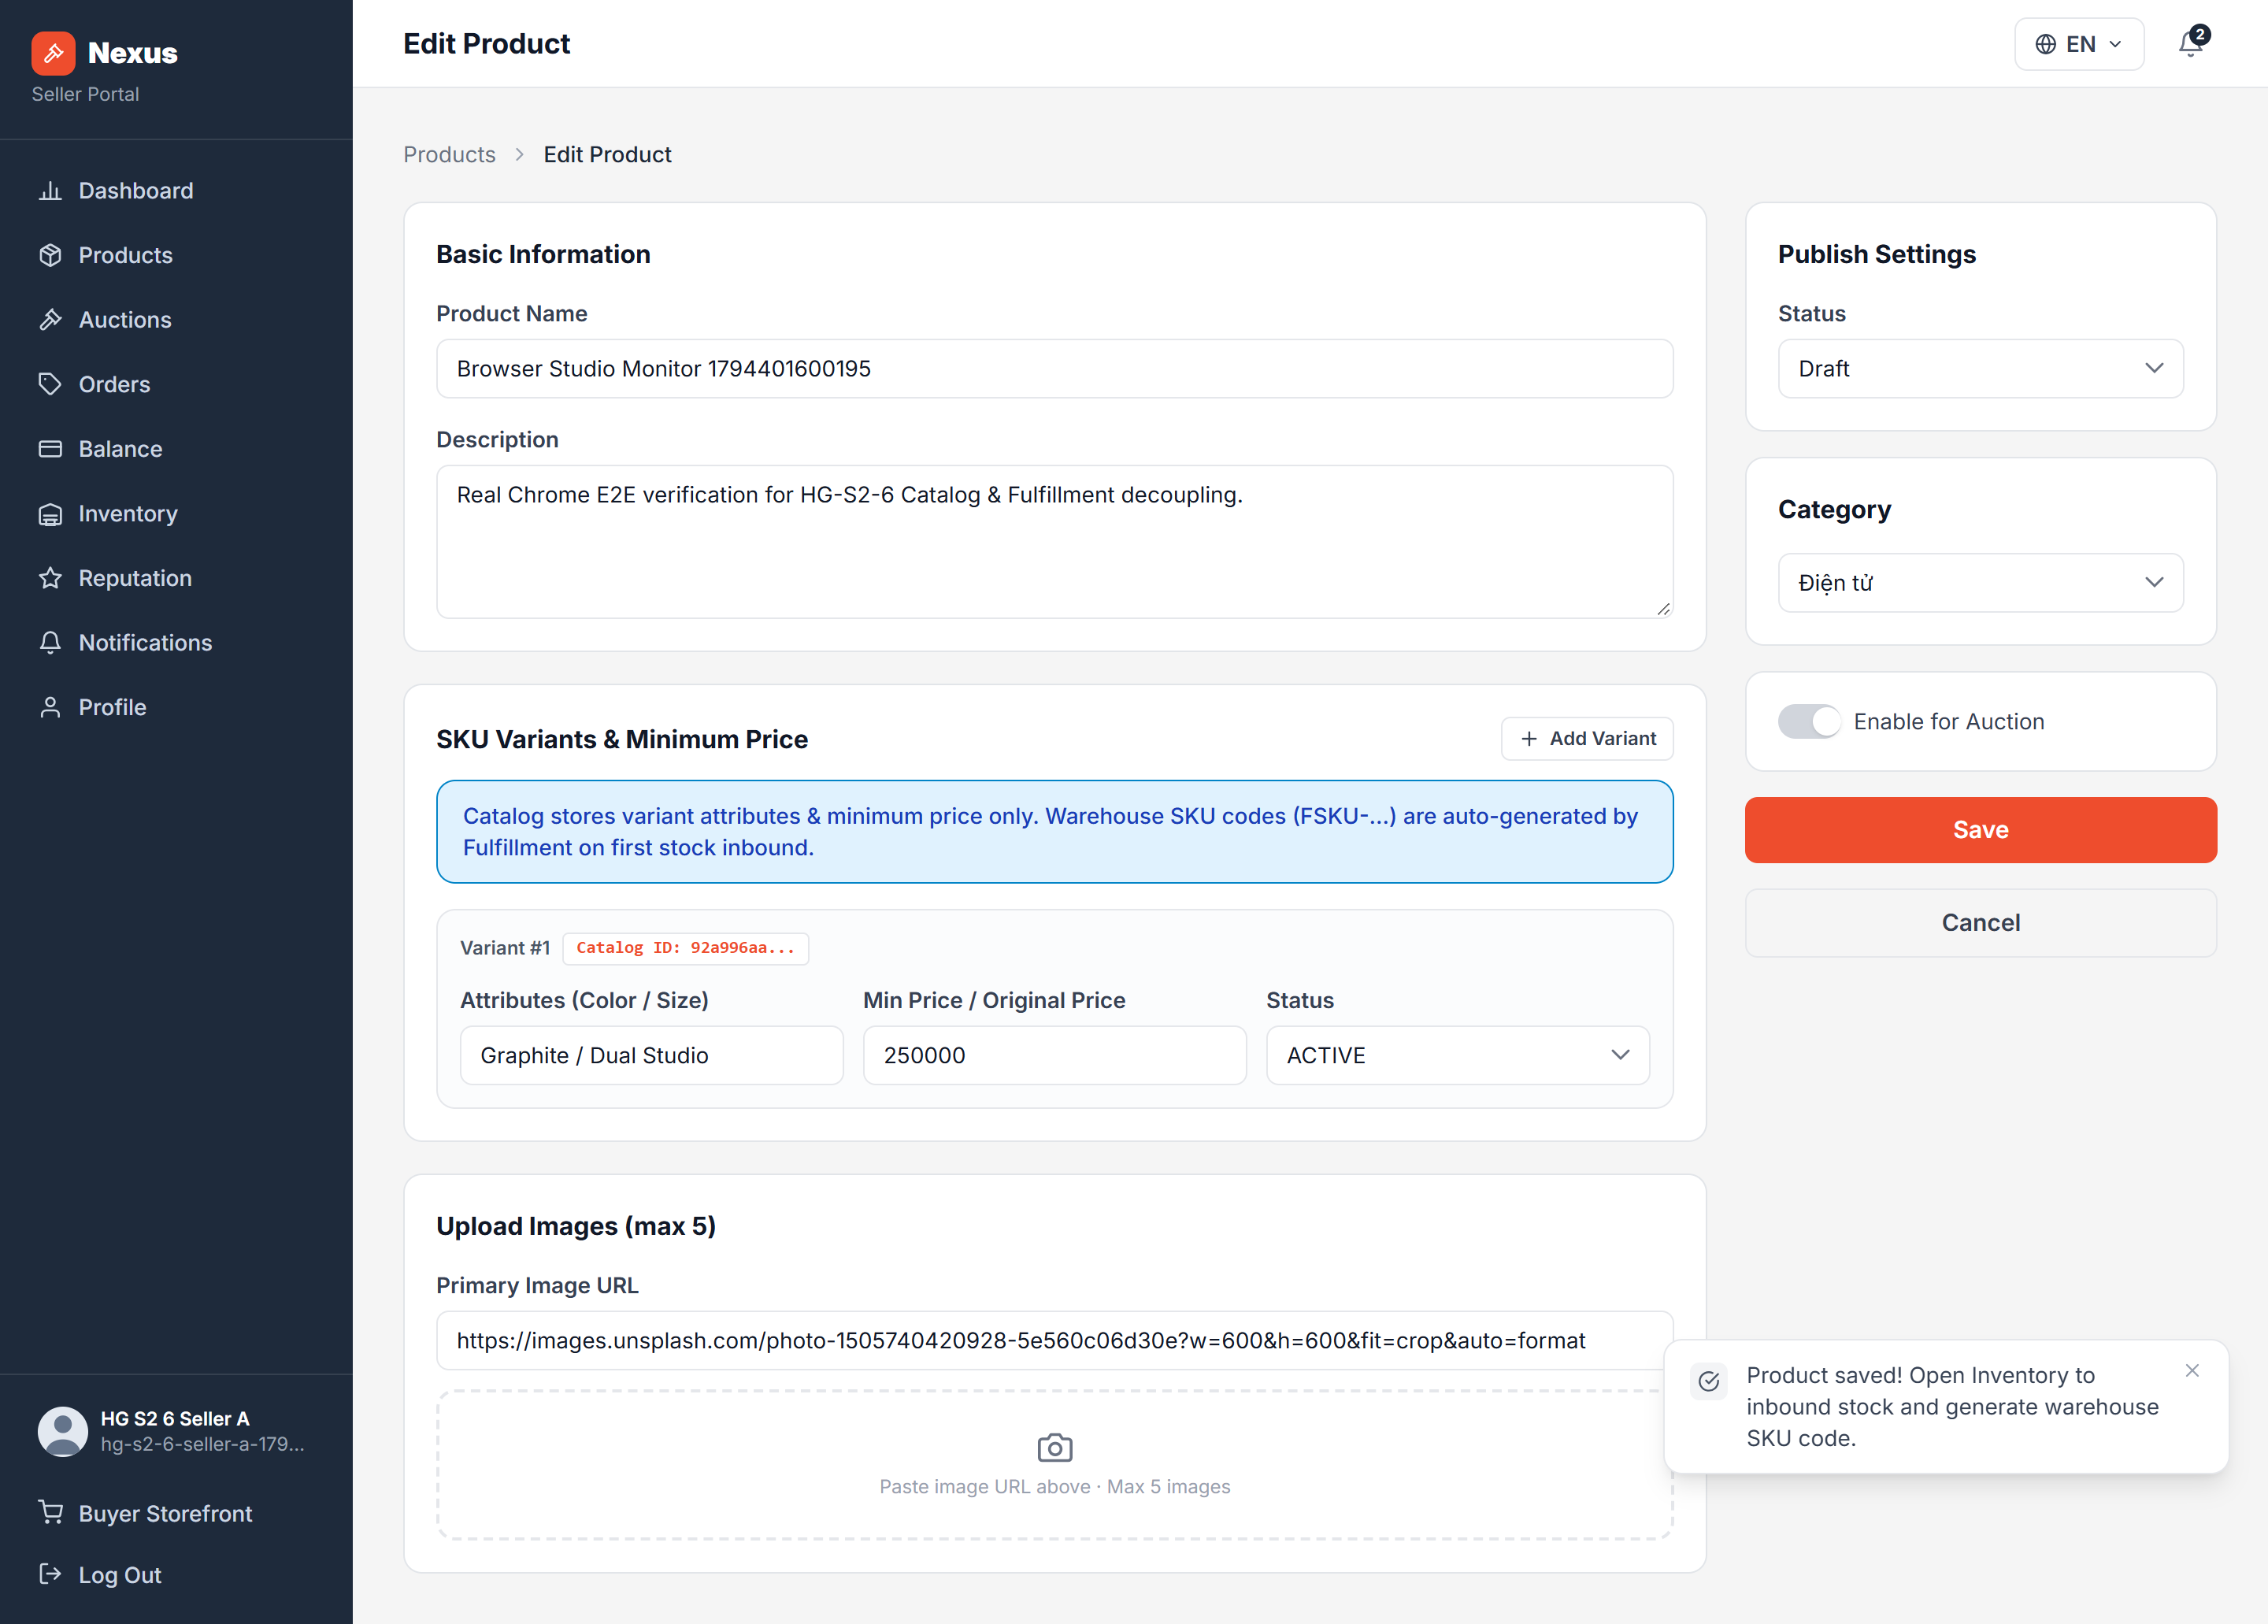 Nexus
Seller Portal
Dashboard
Products
Auctions
Orders
Balance
Inventory
Reputation
Notifications
Profile
HG S2 6 Seller A
hg-s2-6-seller-a-179...
Buyer Storefront
Log Out
Edit Product
EN
2
Products > Edit Product
Basic Information
Product Name
Browser Studio Monitor 1794401600195
Description
Real Chrome E2E verification for HG-S2-6 Catalog & Fulfillment decoupling.
SKU Variants & Minimum Price
+ Add Variant
Catalog stores variant attributes & minimum price only. Warehouse SKU codes (FSKU-...) are auto-generated by
Fulfillment on first stock inbound.
Variant #1 Catalog ID: 92a996aa...
Attributes (Color / Size)
Graphite / Dual Studio
Min Price / Original Price
250000
Status
ACTIVE
Upload Images (max 5)
Primary Image URL
https://images.unsplash.com/photo-1505740420928-5e560c06d30e?w=600&h=600&fit=crop&auto=format
Paste image URL above · Max 5 images
Publish Settings
Status
Draft
Category
Điện tử
Enable for Auction
Save
Cancel
Product saved! Open Inventory to
inbound stock and generate warehouse
SKU code.